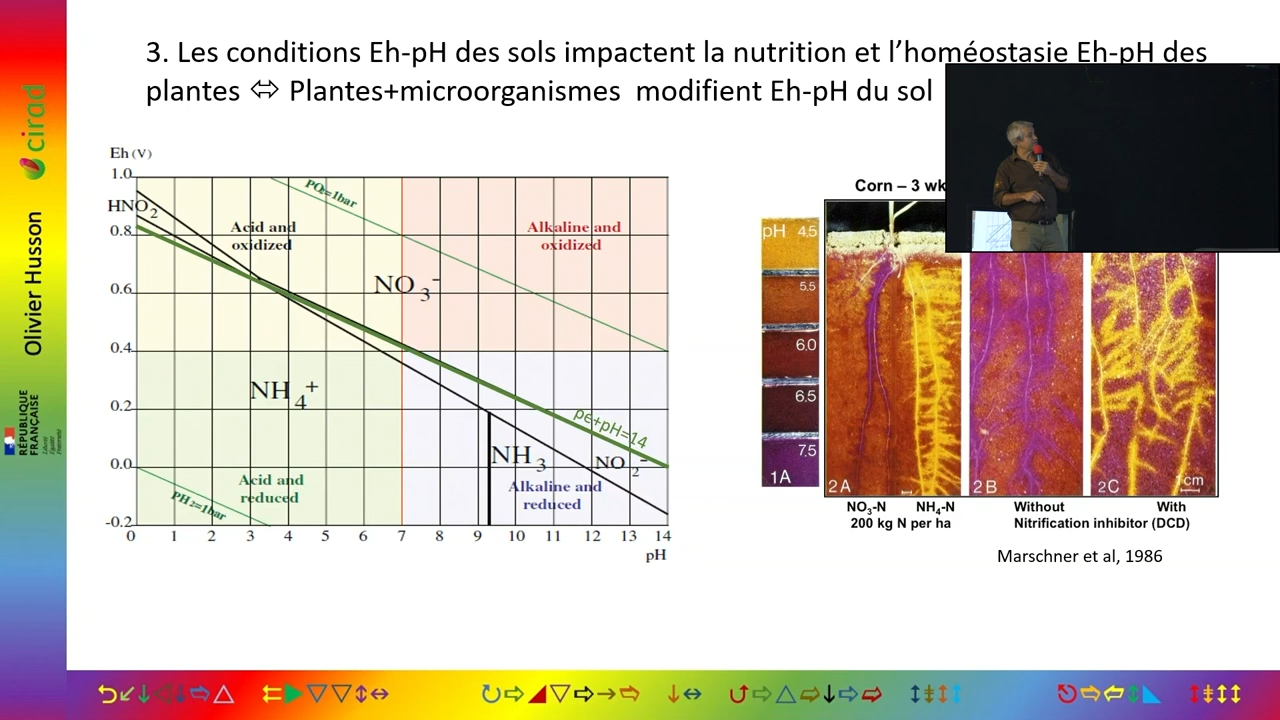 3. Les conditions Eh-pH des sols impactent la nutrition et l’homéostasie Eh-pH des
plantes ⇔ Plantes+microorganismes modifient Eh-pH du sol
cirad
Olivier Husson
RÉPUBLIQUE
FRANÇAISE
Eh (V)
1.0
0.8
0.6
0.4
0.2
0.0
-0.2
HNO2
PO2=1bar
Acid and
oxidized
Alkaline and
oxidized
NO3-
NH4+
pe+pH=14
NH3
NO2-
Acid and
reduced
Alkaline and
reduced
PH2=1bar
0 1 2 3 4 5 6 7 8 9 10 11 12 13 14
pH
Corn – 3 wk
pH 4.5
5.5
6.0
6.5
7.5
1A
2A
2B
2C
1cm
NO3-N NH4-N
200 kg N per ha
Without With
Nitrification inhibitor (DCD)
Marschner et al, 1986